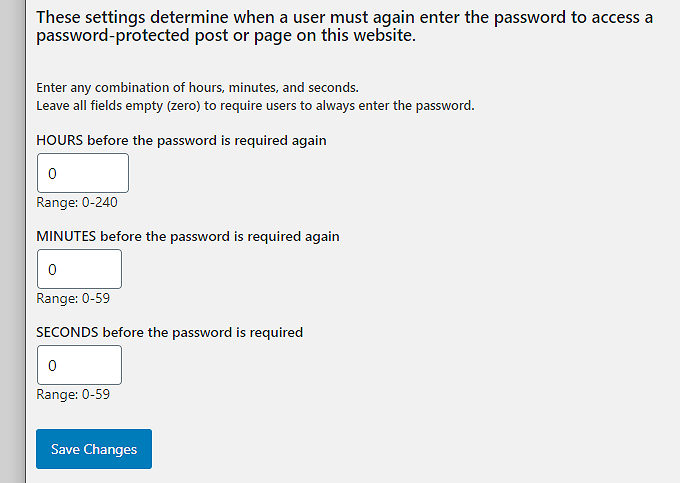 These settings determine when a user must again enter the password to access a
password-protected post or page on this website.
Enter any combination of hours, minutes, and seconds.
Leave all fields empty (zero) to require users to always enter the password.
HOURS before the password is required again
0
Range: 0-240
MINUTES before the password is required again
0
Range: 0-59
SECONDS before the password is required
0
Range: 0-59
Save Changes